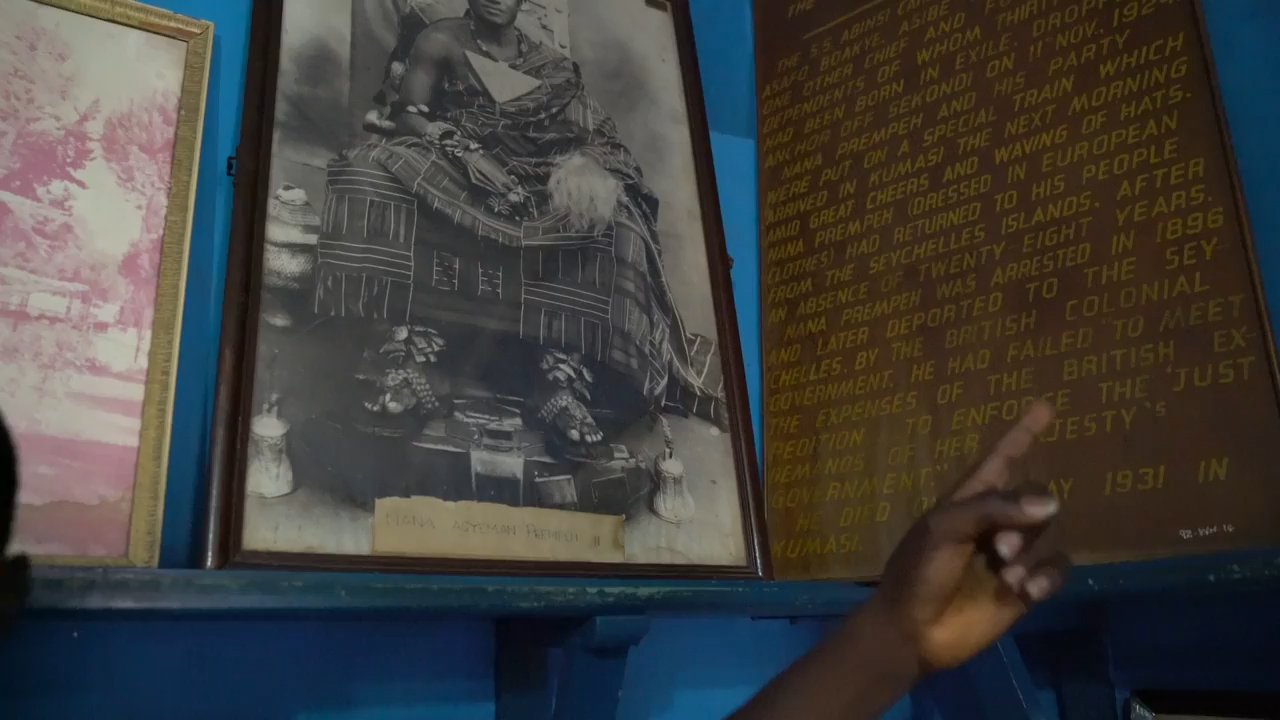 NANA AGYEMAN PREMPEH II
THE
THE S.S. ABINSI
ASAFO BOAKYE, ASIBE AND
ONE OTHER CHIEF AND THIRTY
DEPENDENTS OF WHOM
HAD BEEN BORN IN EXILE, DROPPED
ANCHOR OFF SEKONDI ON 11 NOV., 1924.
NANA PREMPEH AND HIS PARTY
WERE PUT ON A SPECIAL TRAIN WHICH
ARRIVED IN KUMASI THE NEXT MORNING
AMID GREAT CHEERS AND WAVING OF HATS.
NANA PREMPEH (DRESSED IN EUROPEAN
CLOTHES) HAD RETURNED TO HIS PEOPLE
FROM THE SEYCHELLES ISLANDS, AFTER
AN ABSENCE OF TWENTY-EIGHT YEARS.
NANA PREMPEH WAS ARRESTED IN 1896
AND LATER DEPORTED TO THE SEY-
CHELLES, BY THE BRITISH COLONIAL
GOVERNMENT. HE HAD FAILED TO MEET
THE EXPENSES OF THE BRITISH EX-
PEDITION TO ENFORCE THE 'JUST
DEMANDS OF HER JESTY'S
GOVERNMENT."
HE DIED AY 1931 IN
KUMASI.